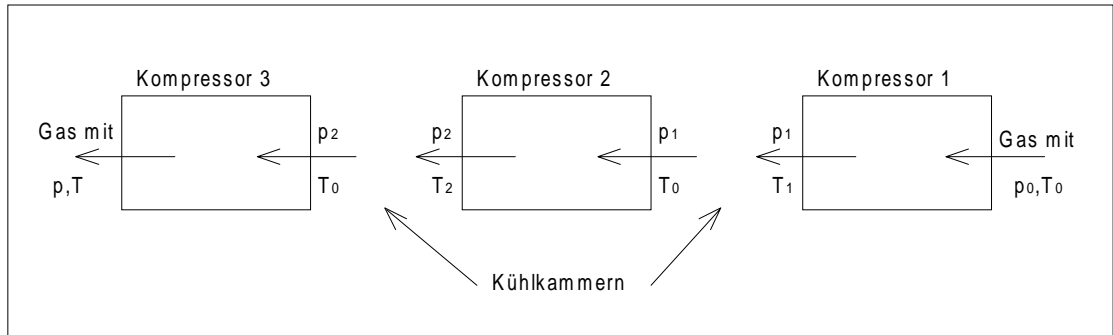 Kompressor 3 Kompressor 2 Kompressor 1
Gas mit p₂ p₂ p₁ p₁ Gas mit
p,T T₀ T₂ T₀ T₁ p₀,T₀
Kühlkammern